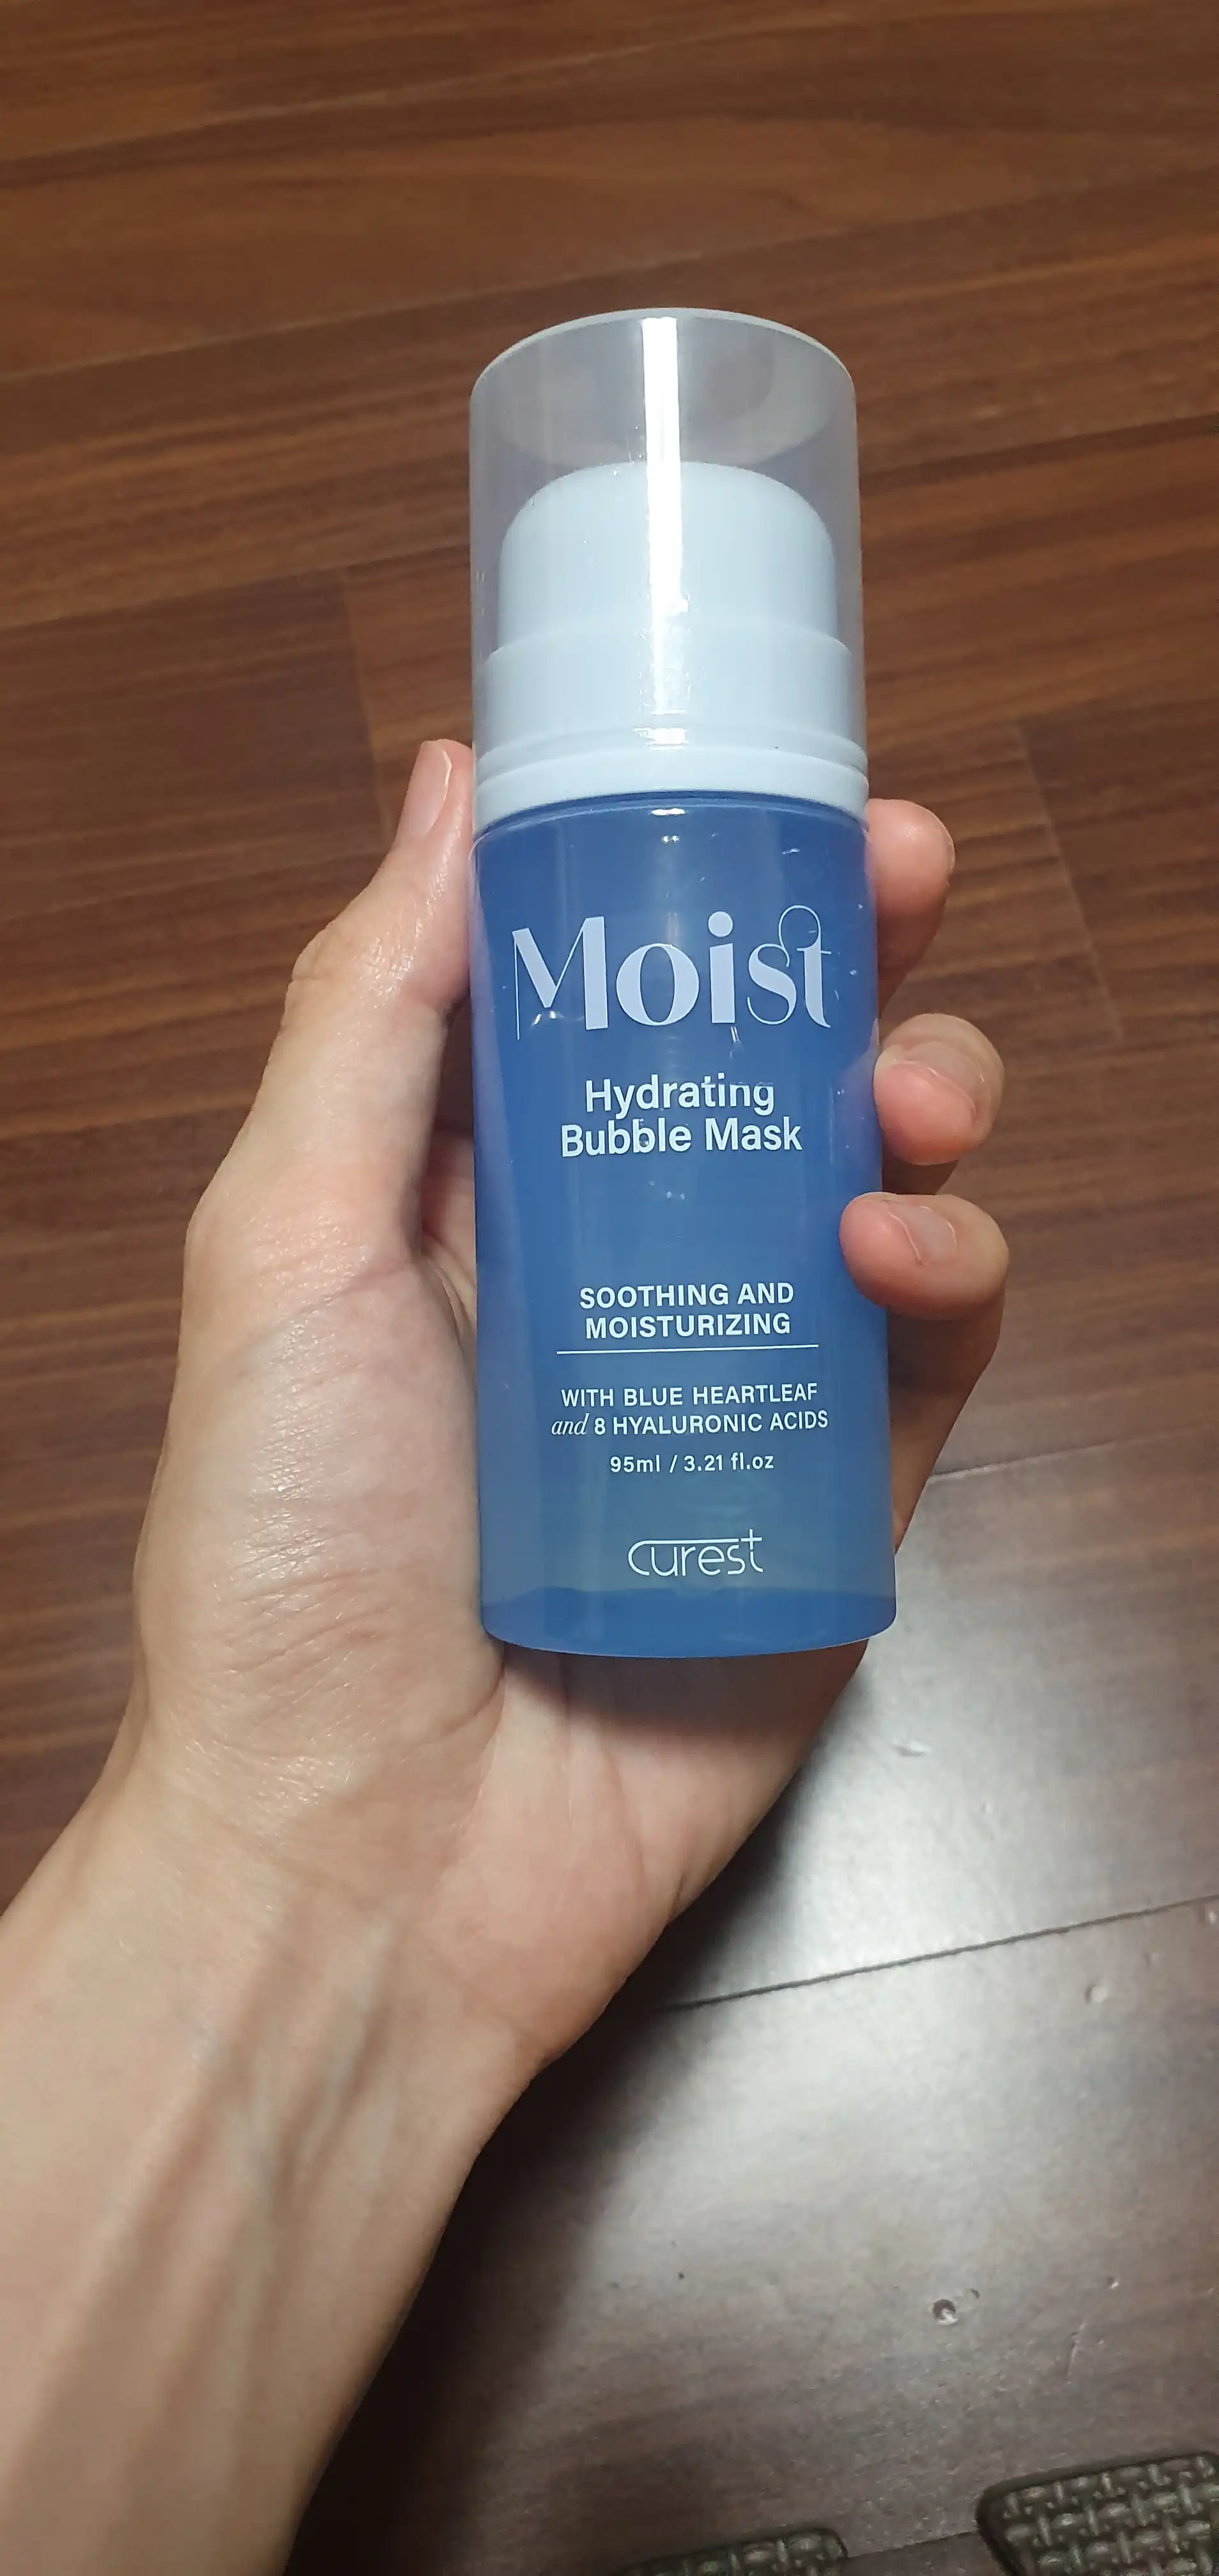 Moist
Hydrating
Bubble Mask
SOOTHING AND
MOISTURIZING
WITH BLUE HEARTLEAF
and 8 HYALURONIC ACIDS
95ml / 3.21 fl.oz
curest